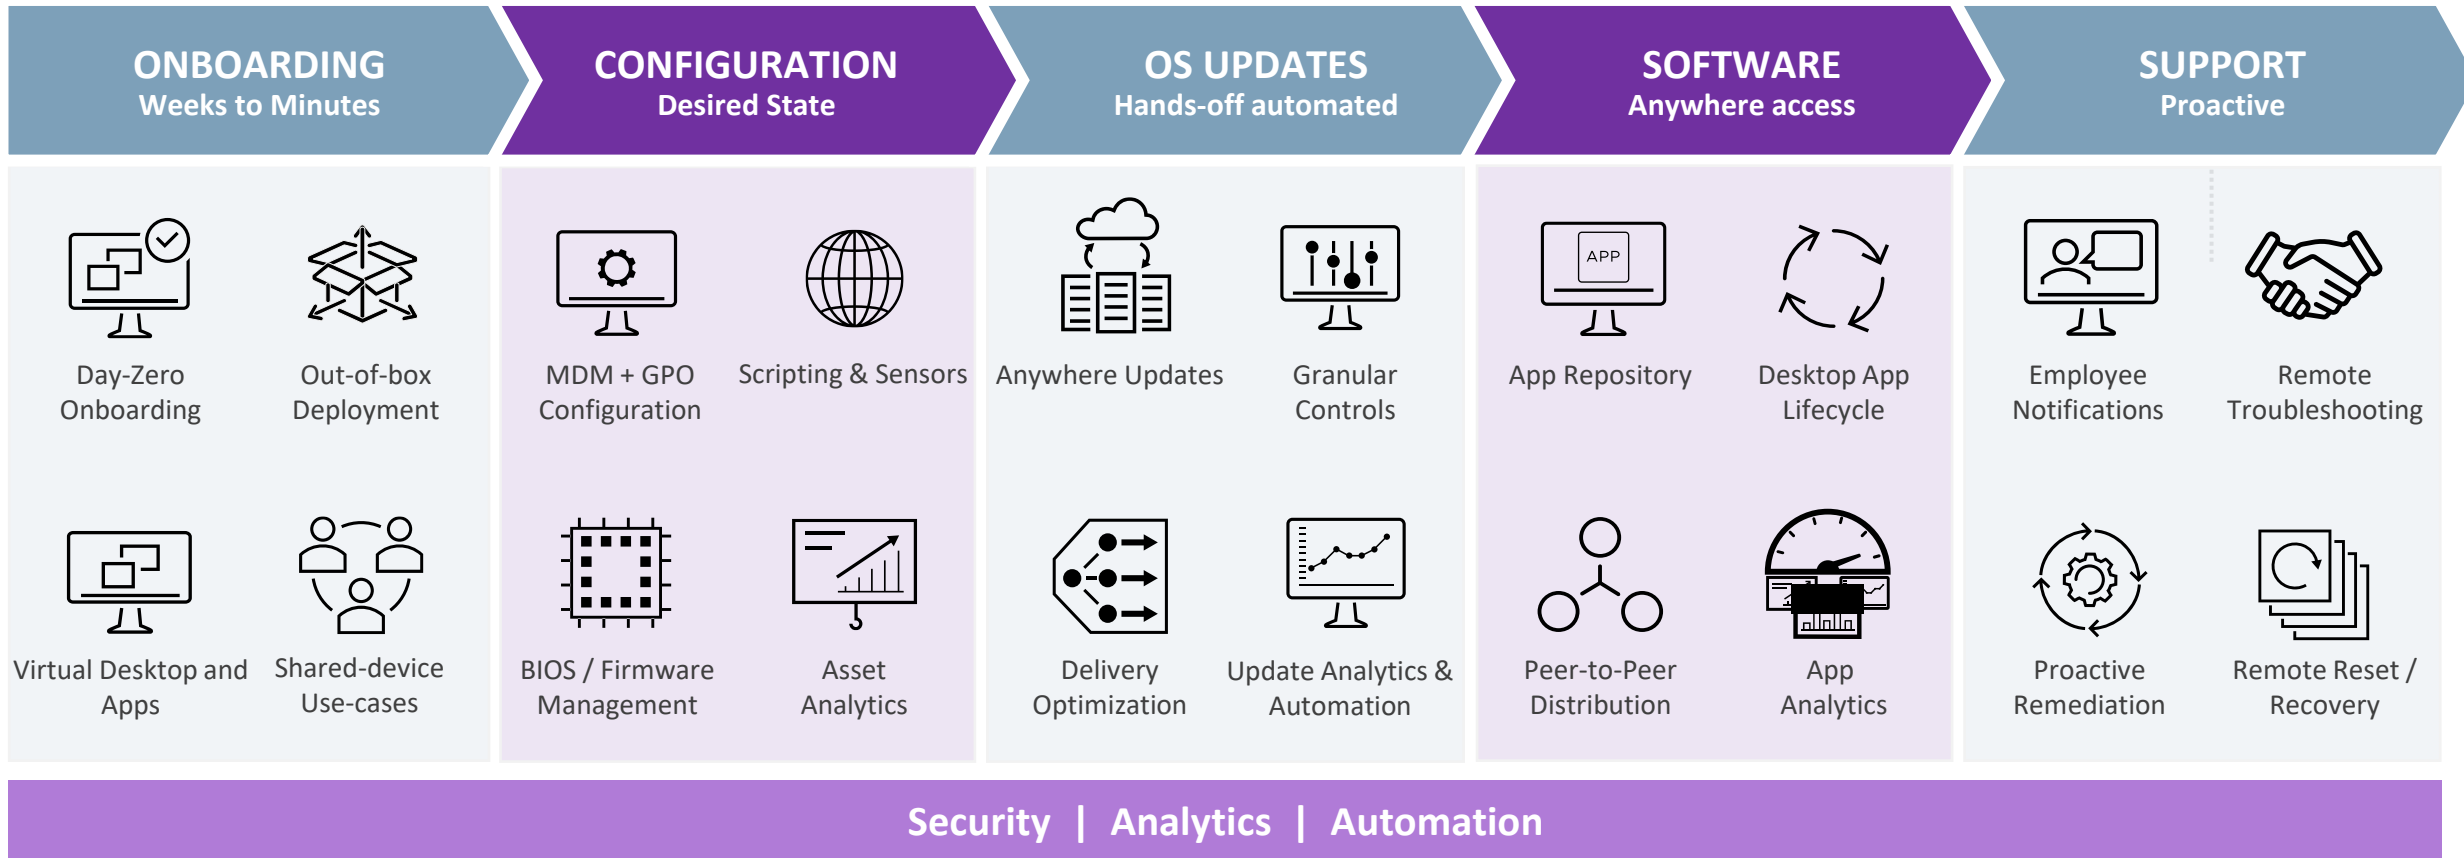 ONBOARDING
Weeks to Minutes
CONFIGURATION
Desired State
OS UPDATES
Hands-off automated
SOFTWARE
Anywhere access
SUPPORT
Proactive
Day-Zero
Onboarding
Out-of-box
Deployment
Virtual Desktop and
Apps
Shared-device
Use-cases
MDM + GPO
Configuration
Scripting & Sensors
BIOS / Firmware
Management
Asset
Analytics
Anywhere Updates
Granular
Controls
Delivery
Optimization
Update Analytics &
Automation
APP
App Repository
Desktop App
Lifecycle
Peer-to-Peer
Distribution
App
Analytics
Employee
Notifications
Remote
Troubleshooting
Proactive
Remediation
Remote Reset /
Recovery
Security | Analytics | Automation